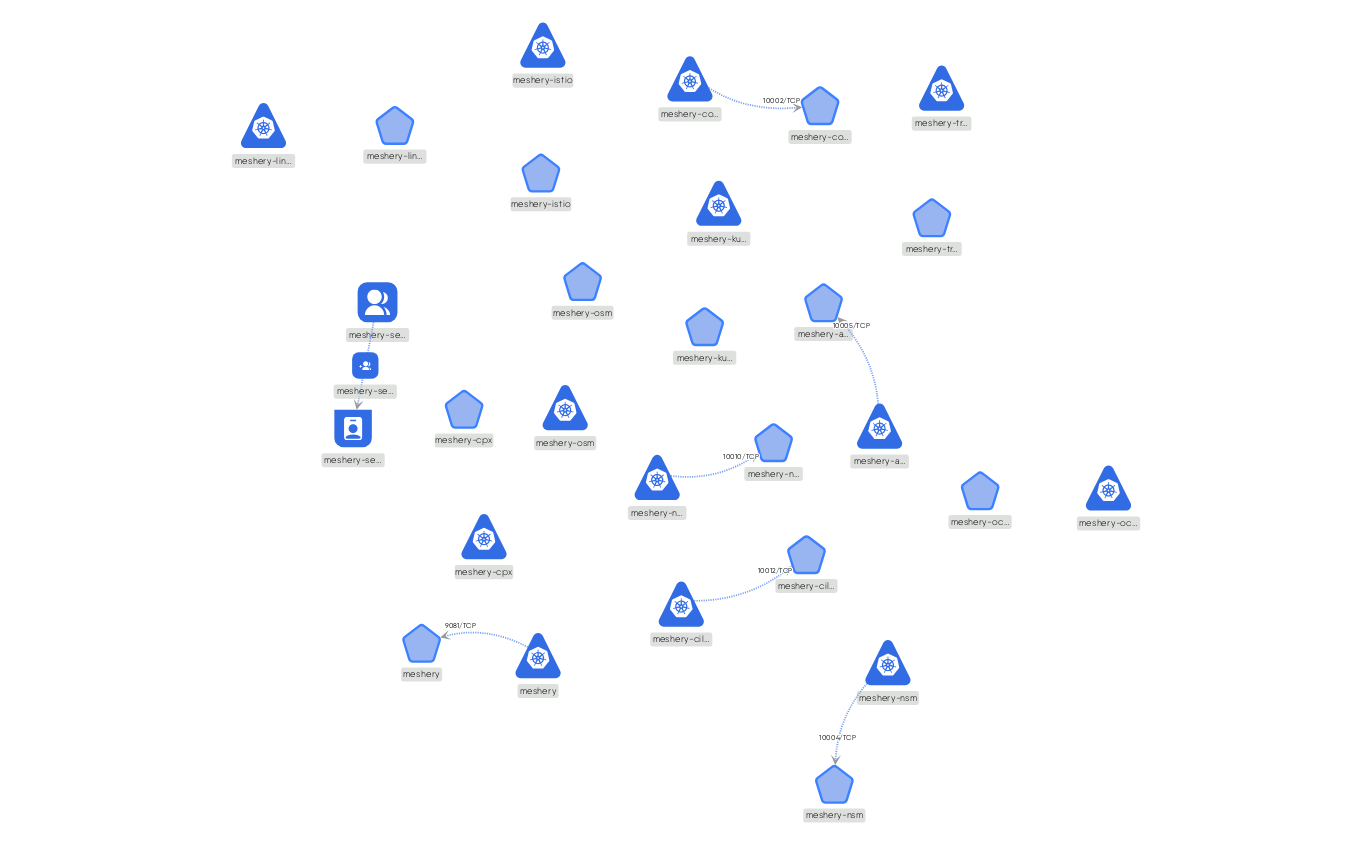 meshery-istio
meshery-co...
10002/TCP
meshery-co...
meshery-tr...
meshery-lin...
meshery-lin...
meshery-istio
meshery-ku...
meshery-tr...
meshery-osm
meshery-se...
meshery-ku...
meshery-a...
10005/TCP
meshery-se...
meshery-cpx
meshery-osm
meshery-se...
10010/TCP
meshery-n...
meshery-a...
meshery-n...
meshery-oc...
meshery-oc...
meshery-cpx
10012/TCP
meshery-cil...
meshery-cil...
9081/TCP
meshery
meshery
meshery-nsm
10004/TCP
meshery-nsm